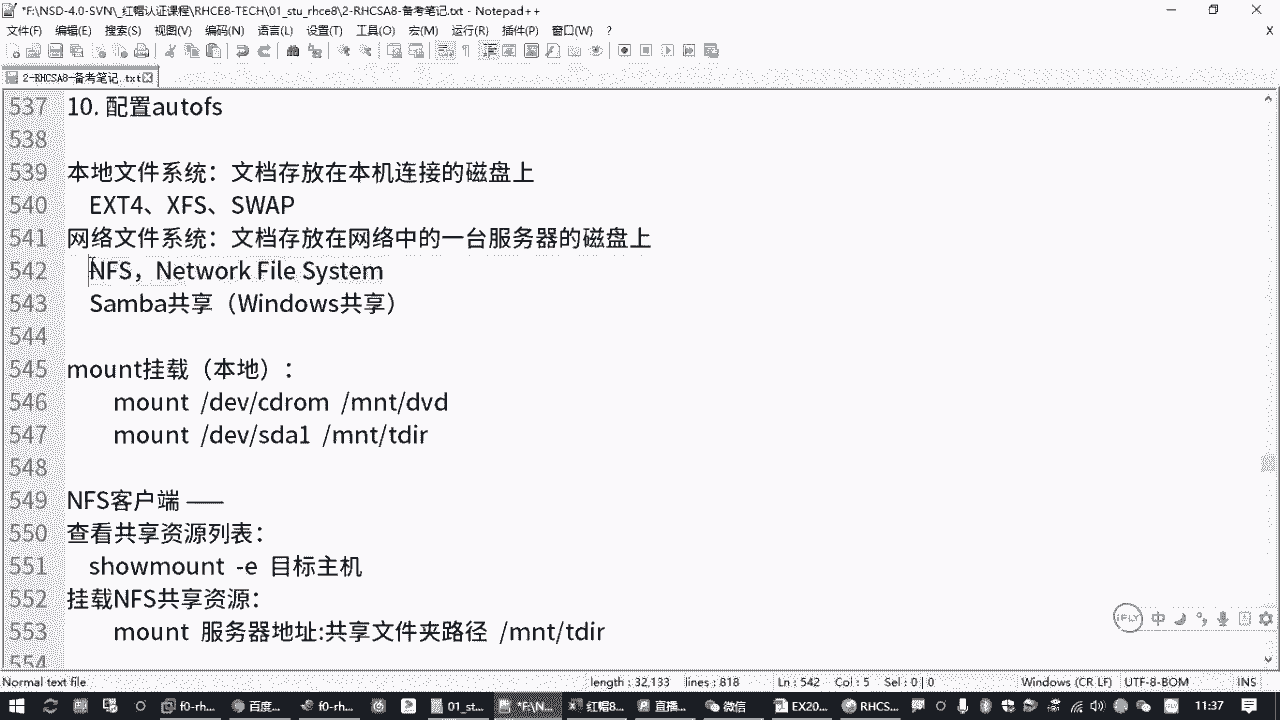 *F:\NSD-4.0-SVN\_红帽认证课程\RHCE8-TECH\01_stu_rhce8\2-RHCSA8-备考笔记.txt - Notepad++
文件(F) 编辑(E) 搜索(S) 视图(V) 编码(N) 语言(L) 设置(T) 工具(O) 宏(M) 运行(R) 插件(P) 窗口(W) ?
X
2-RHCSA8-备考笔记.txt
537 10. 配置autofs
538
539 本地文件系统：文档存放在本机连接的磁盘上
540 EXT4、XFS、SWAP
541 网络文件系统：文档存放在网络中的一台服务器的磁盘上
542 NFS，Network File System
543 Samba共享（Windows共享）
544
545 mount挂载（本地）：
546 mount /dev/cdrom /mnt/dvd
547 mount /dev/sda1 /mnt/tdir
548
549 NFS客户端 ——
550 查看共享资源列表：
551 showmount -e 目标主机
552 挂载NFS共享资源：
553 mount 服务器地址:共享文件夹路径 /mnt/tdir
554
iFLY 中
Normal text file length : 32,133 lines : 818 Ln : 542 Col : 5 Sel : 0 | 0 Windows (CR LF) UTF-8-BOM INS
f0-rh... 百度... f0-rh... 01_st... *F:\N... 红帽8... 直播... 微信 EX20... RHCS... 11:37